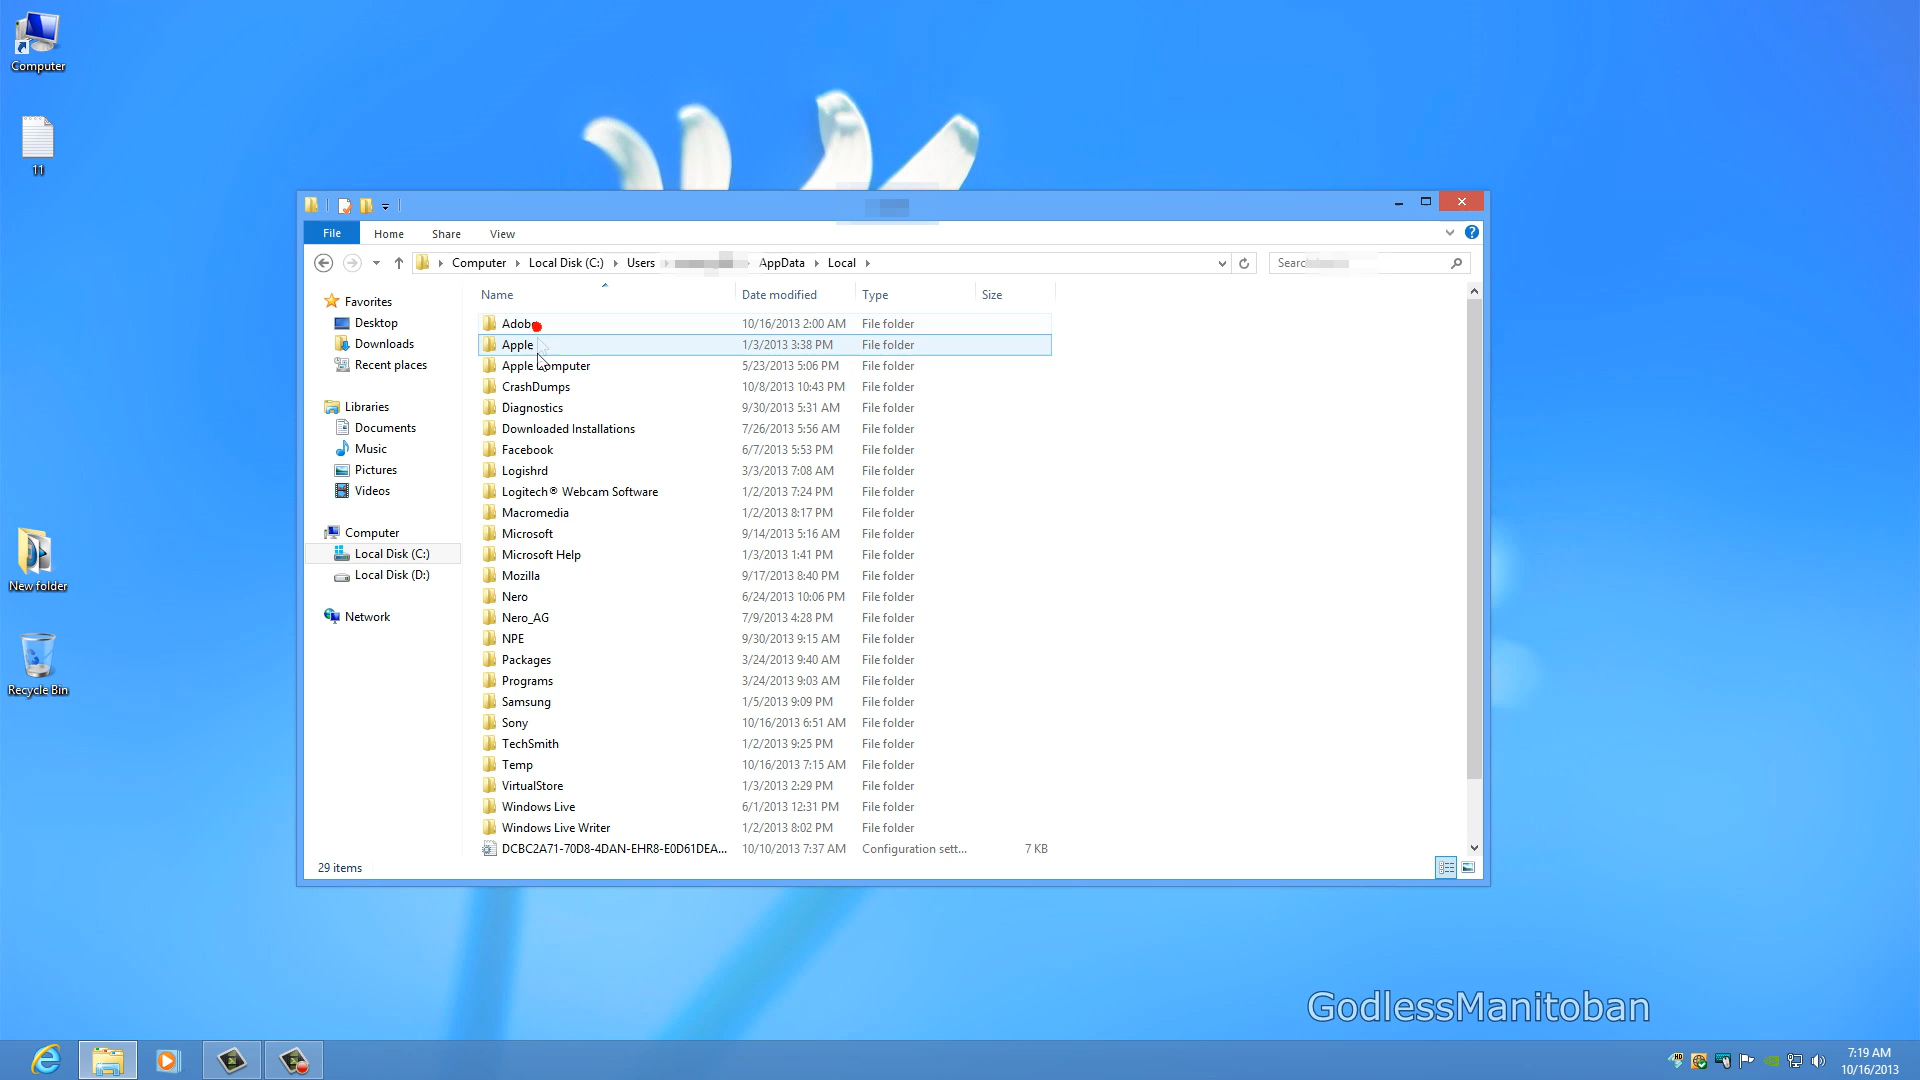 Computer
11
New folder
Recycle Bin
File Home Share View
Computer Local Disk (C:) Users AppData Local
Search
Favorites
Desktop
Downloads
Recent places
Libraries
Documents
Music
Pictures
Videos
Computer
Local Disk (C:)
Local Disk (D:)
Network
Name Date modified Type Size
Adobe 10/16/2013 2:00 AM File folder
Apple 1/3/2013 3:38 PM File folder
Apple Computer 5/23/2013 5:06 PM File folder
CrashDumps 10/8/2013 10:43 PM File folder
Diagnostics 9/30/2013 5:31 AM File folder
Downloaded Installations 7/26/2013 5:56 AM File folder
Facebook 6/7/2013 5:53 PM File folder
Logishrd 3/3/2013 7:08 AM File folder
Logitech® Webcam Software 1/2/2013 7:24 PM File folder
Macromedia 1/2/2013 8:17 PM File folder
Microsoft 9/14/2013 5:16 AM File folder
Microsoft Help 1/3/2013 1:41 PM File folder
Mozilla 9/17/2013 8:40 PM File folder
Nero 6/24/2013 10:06 PM File folder
Nero_AG 7/9/2013 4:28 PM File folder
NPE 9/30/2013 9:15 AM File folder
Packages 3/24/2013 9:40 AM File folder
Programs 3/24/2013 9:03 AM File folder
Samsung 1/5/2013 9:09 PM File folder
Sony 10/16/2013 6:51 AM File folder
TechSmith 1/2/2013 9:25 PM File folder
Temp 10/16/2013 7:15 AM File folder
VirtualStore 1/3/2013 2:29 PM File folder
Windows Live 6/1/2013 12:31 PM File folder
Windows Live Writer 1/2/2013 8:02 PM File folder
DCBC2A71-70D8-4DAN-EHR8-E0D61DEA... 10/10/2013 7:37 AM Configuration sett... 7 KB
29 items
GodlessManitoban
7:19 AM
10/16/2013